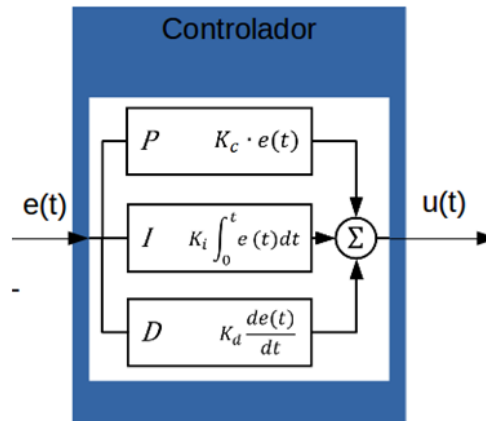 Controlador
P K_c · e(t)
e(t)
I K_i ∫_0^t e (t)dt
Σ
u(t)
-
D K_d de(t)/dt